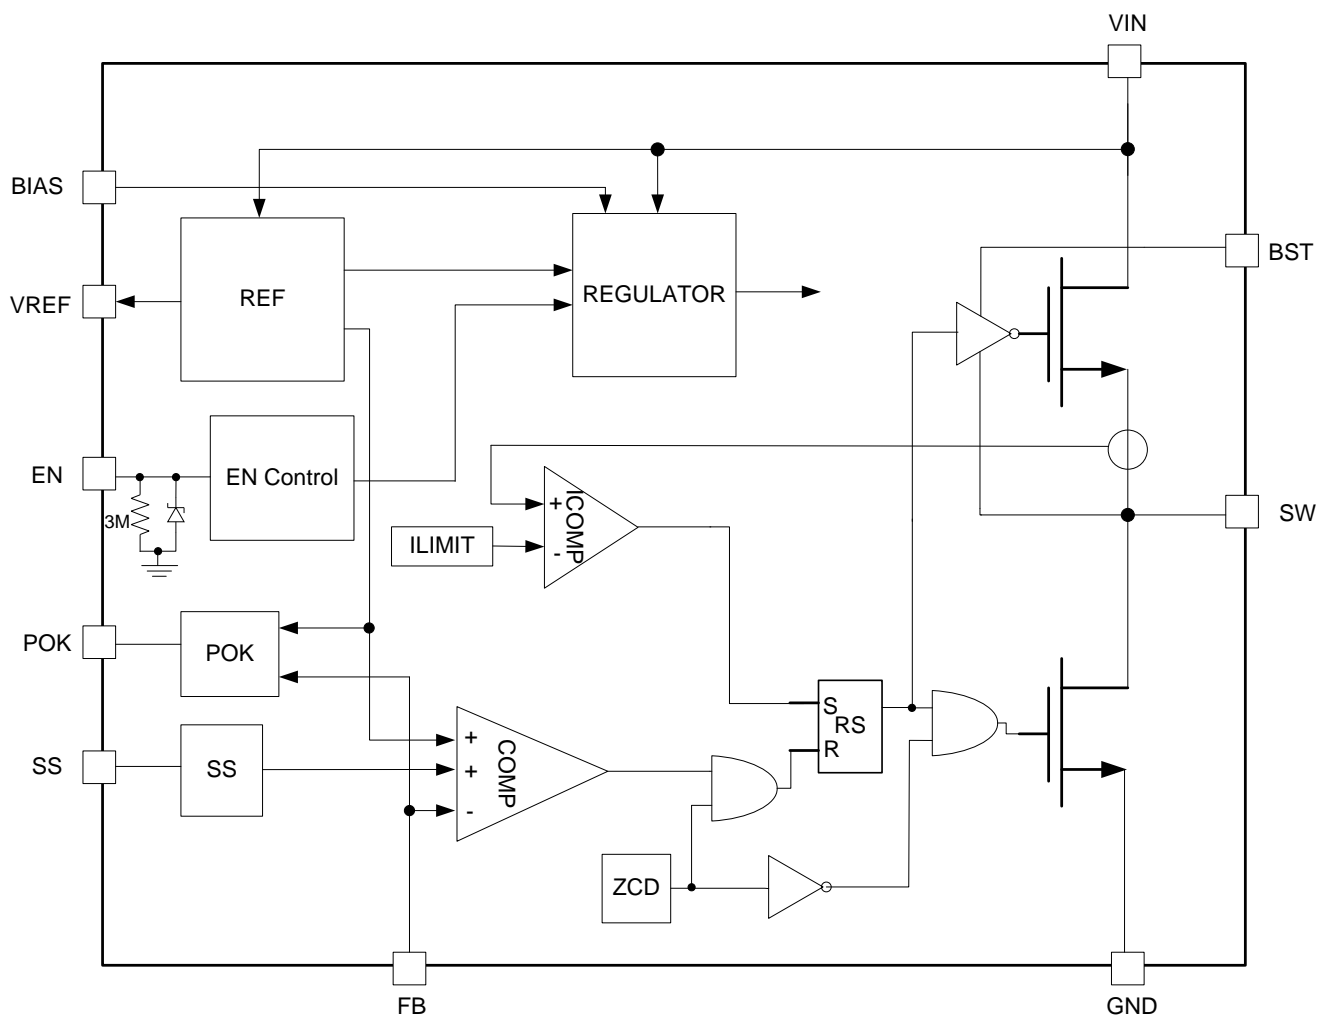 VIN
BIAS
BST
REF
REGULATOR
VREF
EN
EN Control
3M
ILIMIT
+
-
ICOMP
SW
POK
POK
S
RS
R
SS
SS
+
+
-
COMP
ZCD
FB
GND